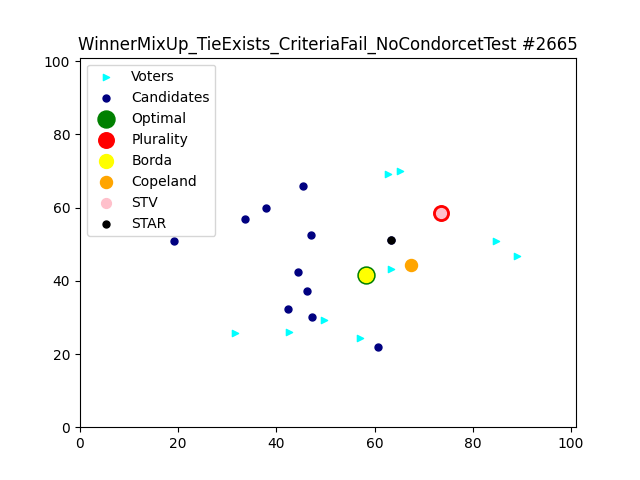 WinnerMixUp_TieExists_CriteriaFail_NoCondorcetTest #2665
100
80
60
40
20
0
Voters
Candidates
Optimal
Plurality
Borda
Copeland
STV
STAR
0 20 40 60 80 100